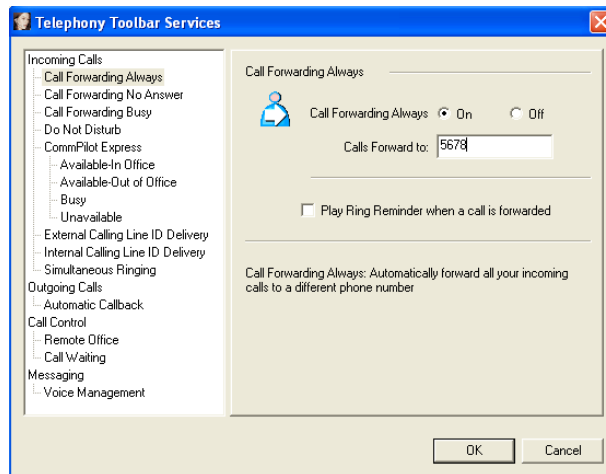 Telephony Toolbar Services
Incoming Calls
Call Forwarding Always
Call Forwarding No Answer
Call Forwarding Busy
Do Not Disturb
CommPilot Express
Available-In Office
Available-Out of Office
Busy
Unavailable
External Calling Line ID Delivery
Internal Calling Line ID Delivery
Simultaneous Ringing
Outgoing Calls
Automatic Callback
Call Control
Remote Office
Call Waiting
Messaging
Voice Management
Call Forwarding Always
Call Forwarding Always On Off
Calls Forward to: 5678
Play Ring Reminder when a call is forwarded
Call Forwarding Always: Automatically forward all your incoming
calls to a different phone number
OK Cancel